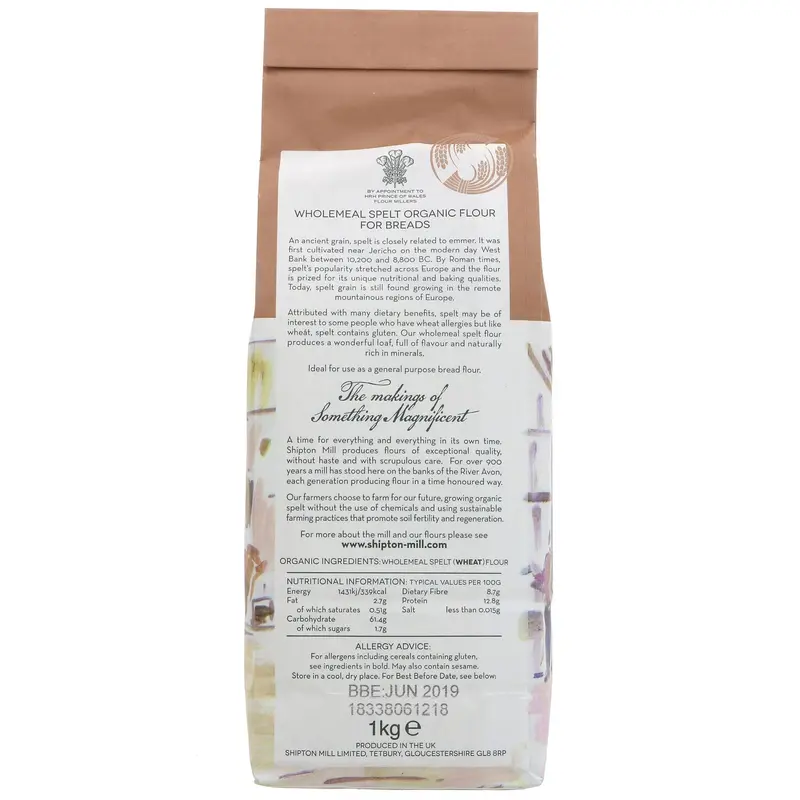 BY APPOINTMENT TO
HRH PRINCE OF WALES
FLOUR MILLERS
WHOLEMEAL SPELT ORGANIC FLOUR
FOR BREADS
An ancient grain, spelt is closely related to emmer. It was
first cultivated near Jericho on the modern day West
Bank between 10,200 and 8,800 BC. By Roman times,
spelt's popularity stretched across Europe and the flour
is prized for its unique nutritional and baking qualities.
Today, spelt grain is still found growing in the remote
mountainous regions of Europe.
Attributed with many dietary benefits, spelt may be of
interest to some people who have wheat allergies but like
wheat, spelt contains gluten. Our wholemeal spelt flour
produces a wonderful loaf, full of flavour and naturally
rich in minerals.
Ideal for use as a general purpose bread flour.
The makings of
Something Magnificent
A time for everything and everything in its own time.
Shipton Mill produces flours of exceptional quality,
without haste and with scrupulous care. For over 900
years a mill has stood here on the banks of the River Avon,
each generation producing flour in a time honoured way.
Our farmers choose to farm for our future, growing organic
spelt without the use of chemicals and using sustainable
farming practices that promote soil fertility and regeneration.
For more about the mill and our flours please see
www.shipton-mill.com
ORGANIC INGREDIENTS: WHOLEMEAL SPELT (WHEAT) FLOUR
NUTRITIONAL INFORMATION: TYPICAL VALUES PER 100G
Energy 1431kj/339kcal Dietary Fibre 8.7g
Fat 2.7g Protein 12.8g
of which saturates 0.51g Salt less than 0.015g
Carbohydrate 61.4g
of which sugars 1.7g
ALLERGY ADVICE:
For allergens including cereals containing gluten,
see ingredients in bold. May also contain sesame.
Store in a cool, dry place. For Best Before Date, see below:
BBE:JUN 2019
18338061218
1kg e
PRODUCED IN THE UK
SHIPTON MILL LIMITED, TETBURY, GLOUCESTERSHIRE GL8 8RP